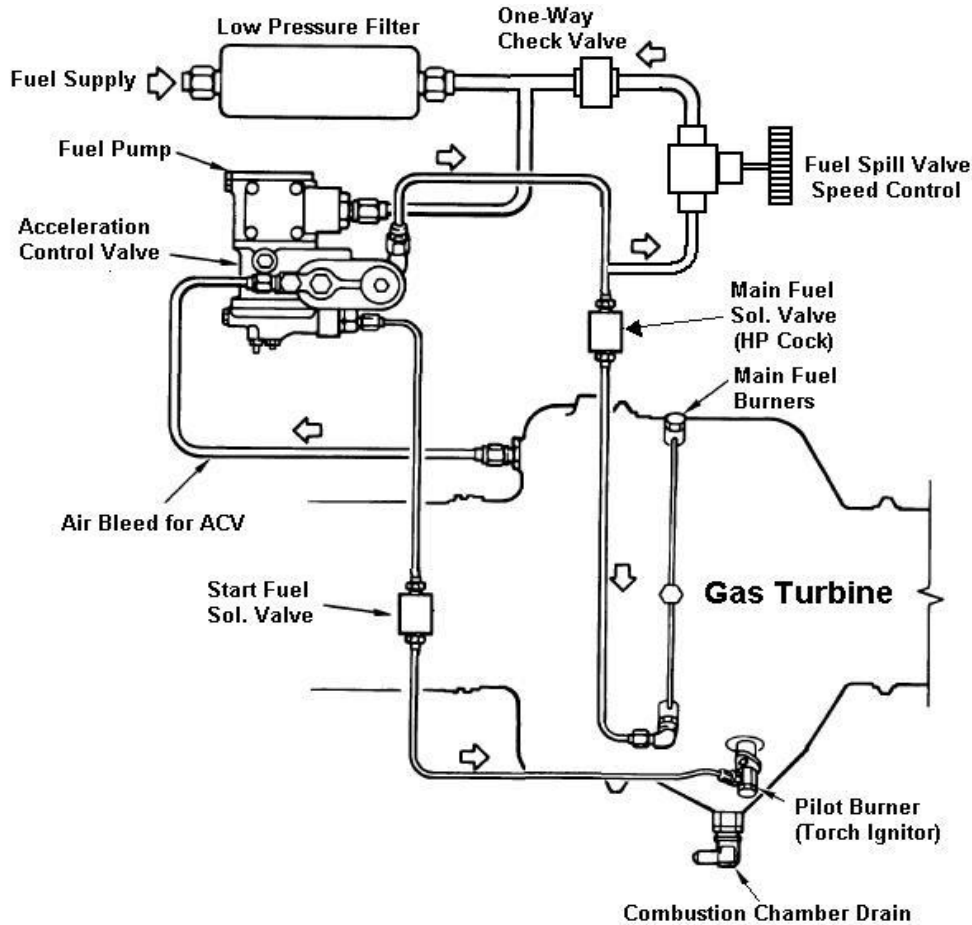 Low Pressure Filter
One-Way
Check Valve
Fuel Supply
Fuel Pump
Fuel Spill Valve
Speed Control
Acceleration
Control Valve
Main Fuel
Sol. Valve
(HP Cock)
Main Fuel
Burners
Air Bleed for ACV
Start Fuel
Sol. Valve
Gas Turbine
Pilot Burner
(Torch Ignitor)
Combustion Chamber Drain